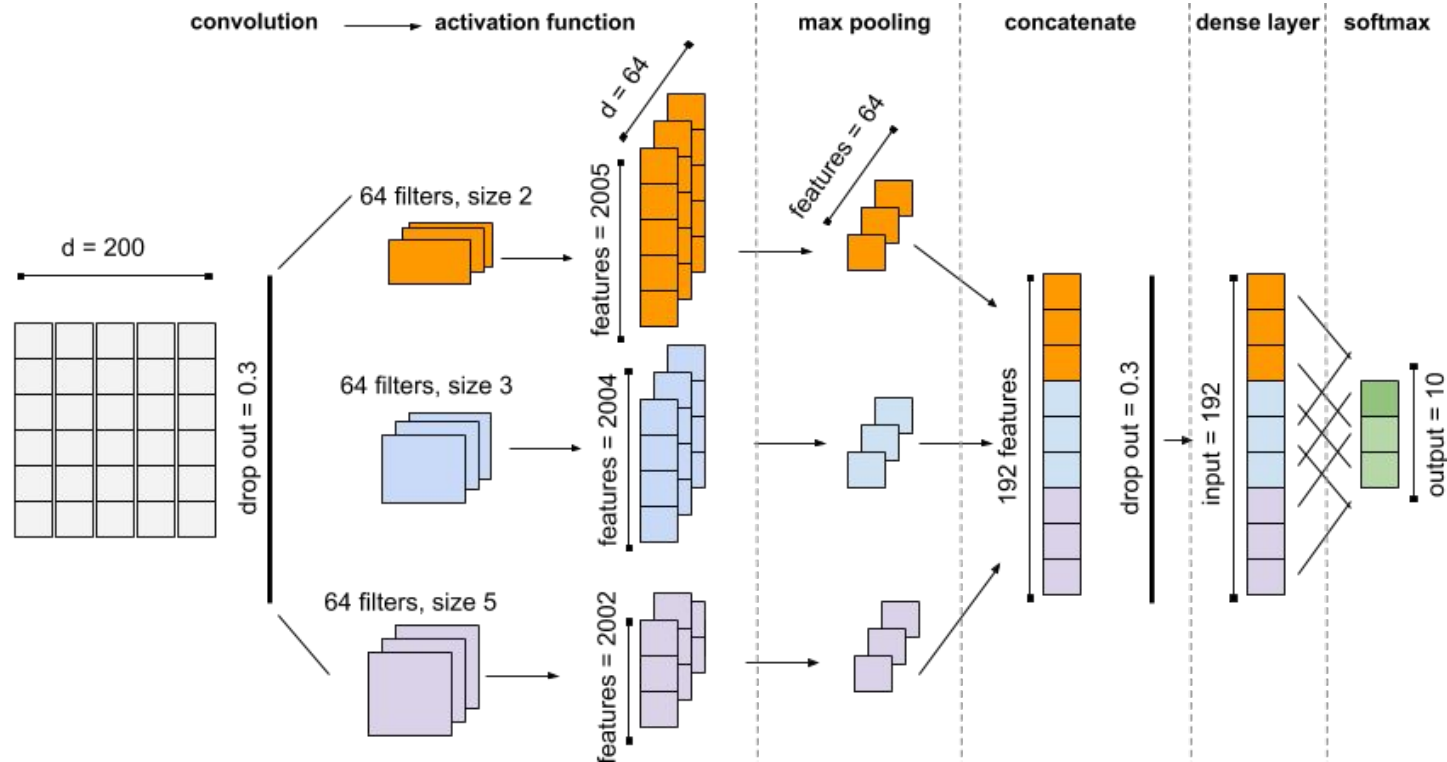 convolution
activation function
max pooling
concatenate
dense layer
softmax
d = 200
drop out = 0.3
64 filters, size 2
features = 2005
d = 64
features = 64
64 filters, size 3
features = 2004
64 filters, size 5
features = 2002
192 features
drop out = 0.3
input = 192
output = 10